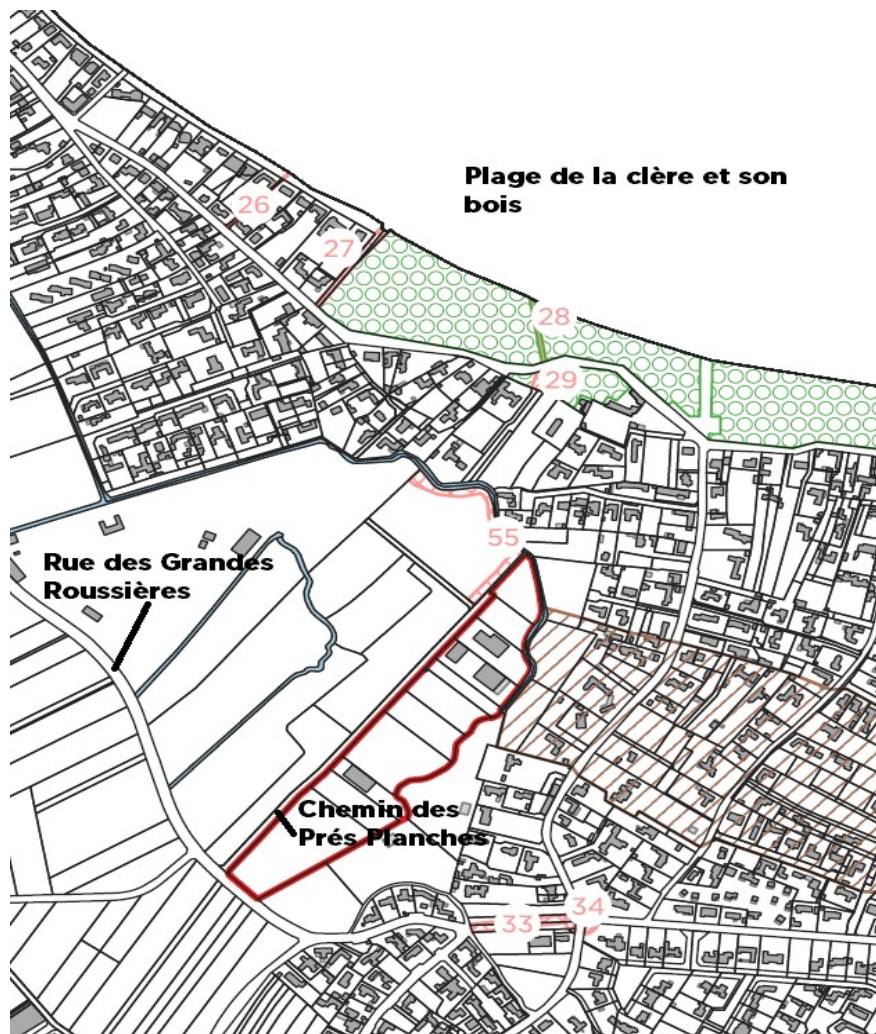 Plage de la clère et son
bois
26
27
28
29
55
Rue des Grandes
Roussières
Chemin des
Prés Planches
33
34